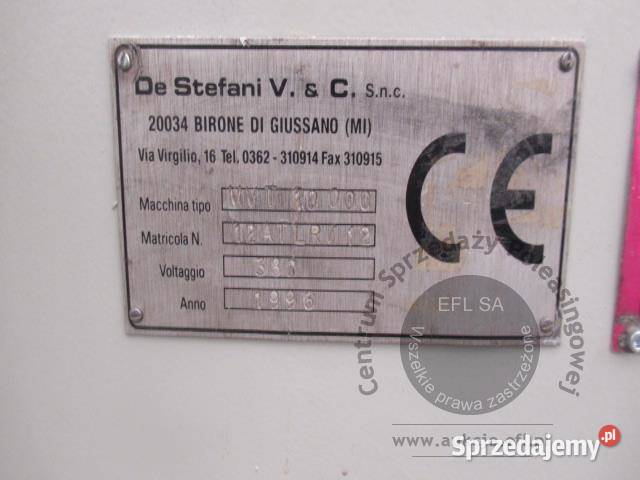 De Stefani V. & C. S.n.c.
20034 BIRONE DI GIUSSANO (MI)
Via Virgilio, 16 Tel. 0362 - 310914 Fax 310915
Macchina tipo
Matricola N.
Voltaggio
Anno 1996
CE
Centrum Sprzedaży
EFL SA
Wszelkie prawa zastrzeżone
Sprzedajemy.pl